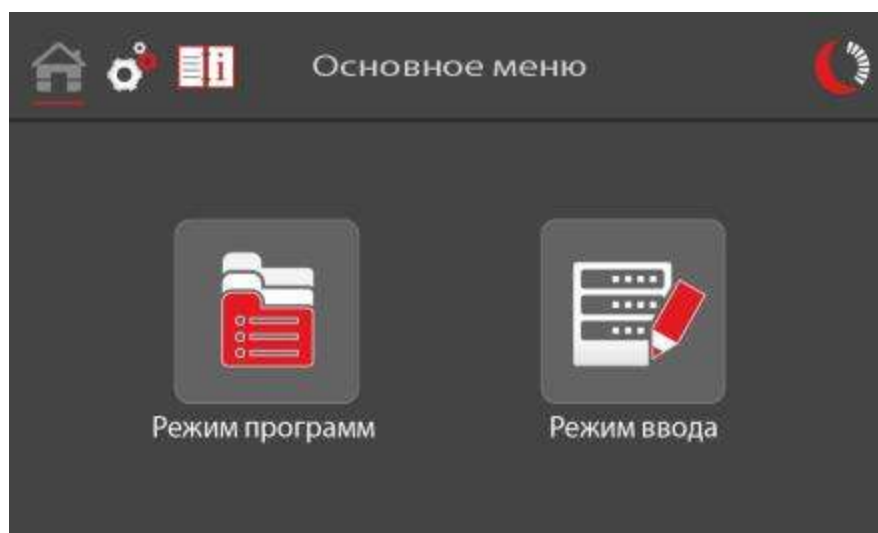 i
Основное меню
Режим программ
Режим ввода